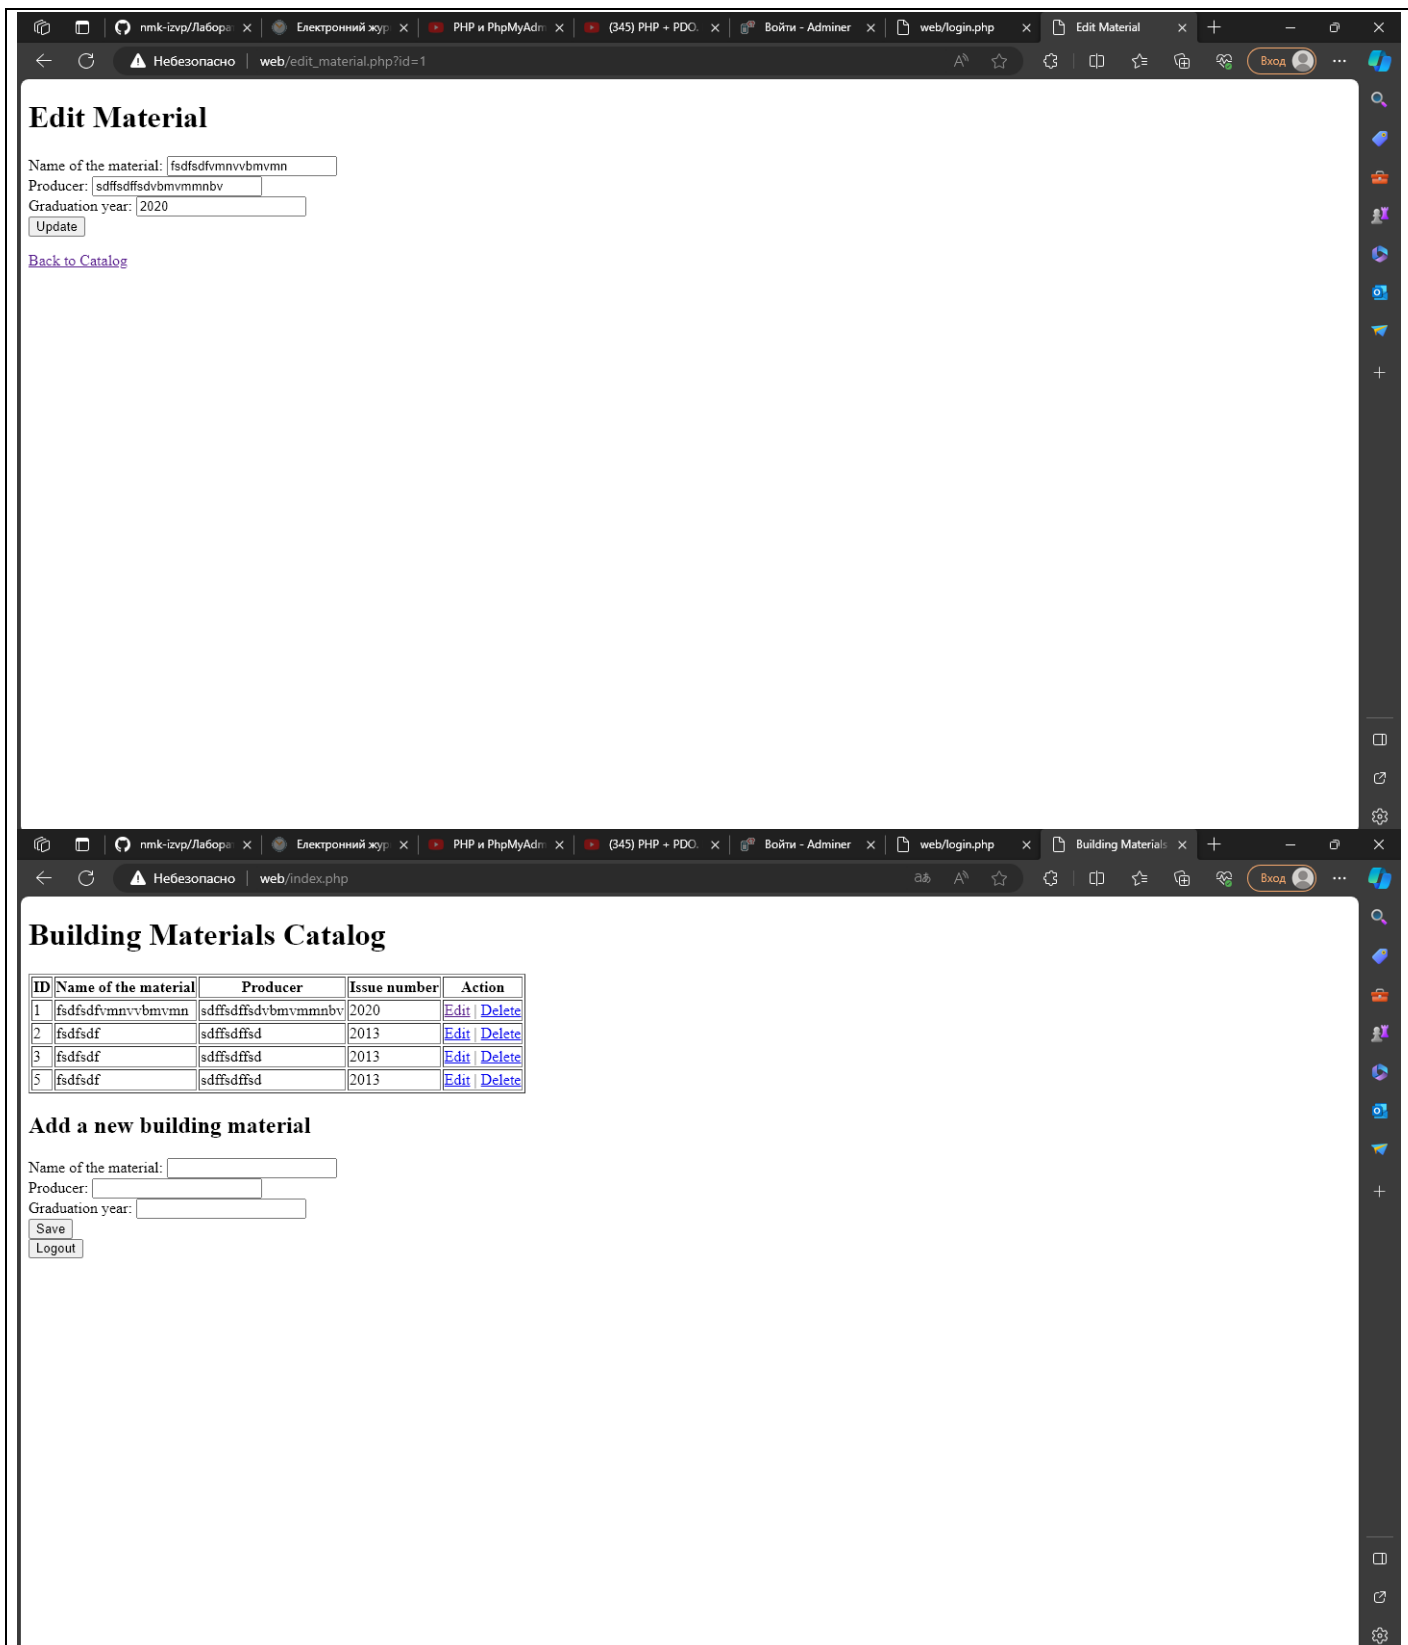 nmk-izvp/Лаборат
Електронний жур
PHP и PhpMyAdm
(345) PHP + PDO.
Войти - Adminer
web/login.php
Edit Material
Небезопасно
web/edit_material.php?id=1
Вход
Edit Material
Name of the material: fsdfsdfvmnvvbmvmn
Producer: sdffsdffsdvbmvmmnbv
Graduation year: 2020
Update
Back to Catalog
nmk-izvp/Лаборат
Електронний жур
PHP и PhpMyAdm
(345) PHP + PDO.
Войти - Adminer
web/login.php
Building Materials
Небезопасно
web/index.php
Вход
Building Materials Catalog
ID Name of the material Producer Issue number Action
1 fsdfsdfvmnvvbmvmn sdffsdffsdvbmvmmnbv 2020 Edit | Delete
2 fsdfsdf sdffsdffsd 2013 Edit | Delete
3 fsdfsdf sdffsdffsd 2013 Edit | Delete
5 fsdfsdf sdffsdffsd 2013 Edit | Delete
Add a new building material
Name of the material:
Producer:
Graduation year:
Save
Logout